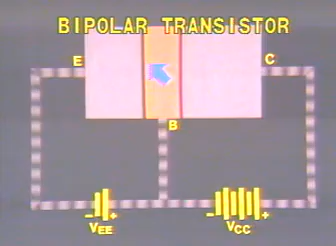 BIPOLAR TRANSISTOR
E
C
B
- +
- +
VEE
VCC